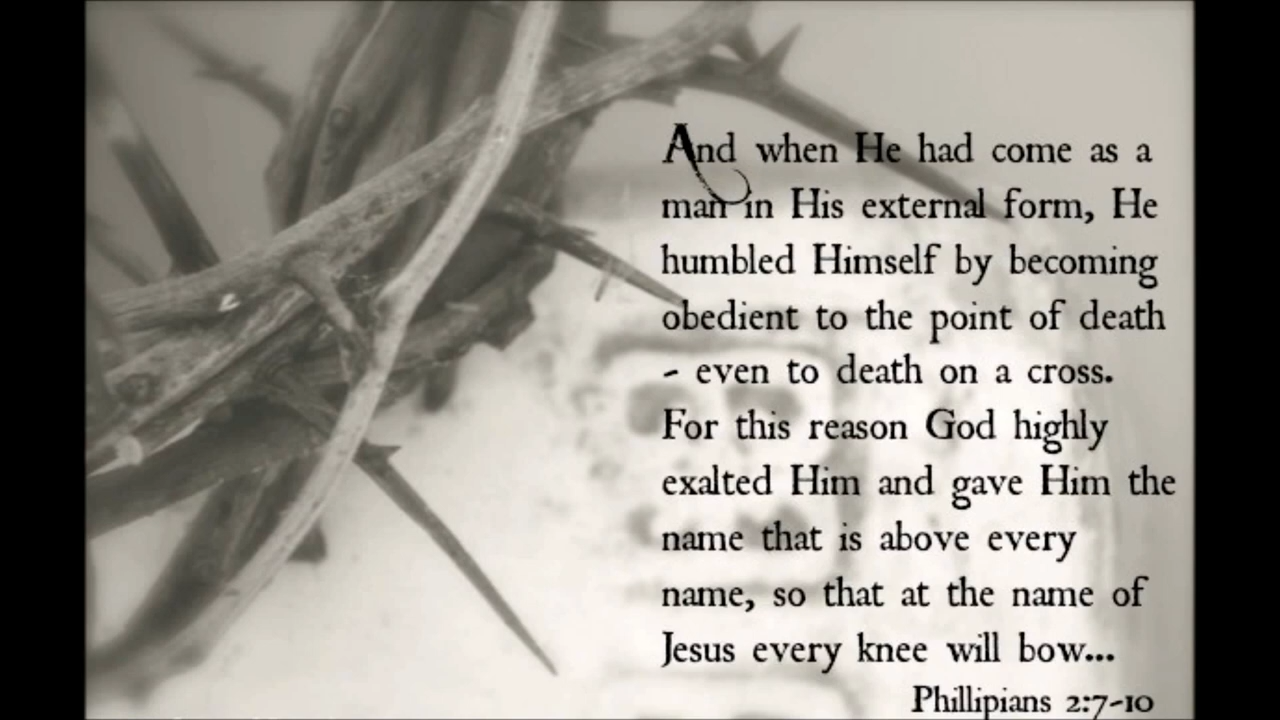 And when He had come as a
man in His external form, He
humbled Himself by becoming
obedient to the point of death
- even to death on a cross.
For this reason God highly
exalted Him and gave Him the
name that is above every
name, so that at the name of
Jesus every knee will bow...
Phillipians 2:7-10